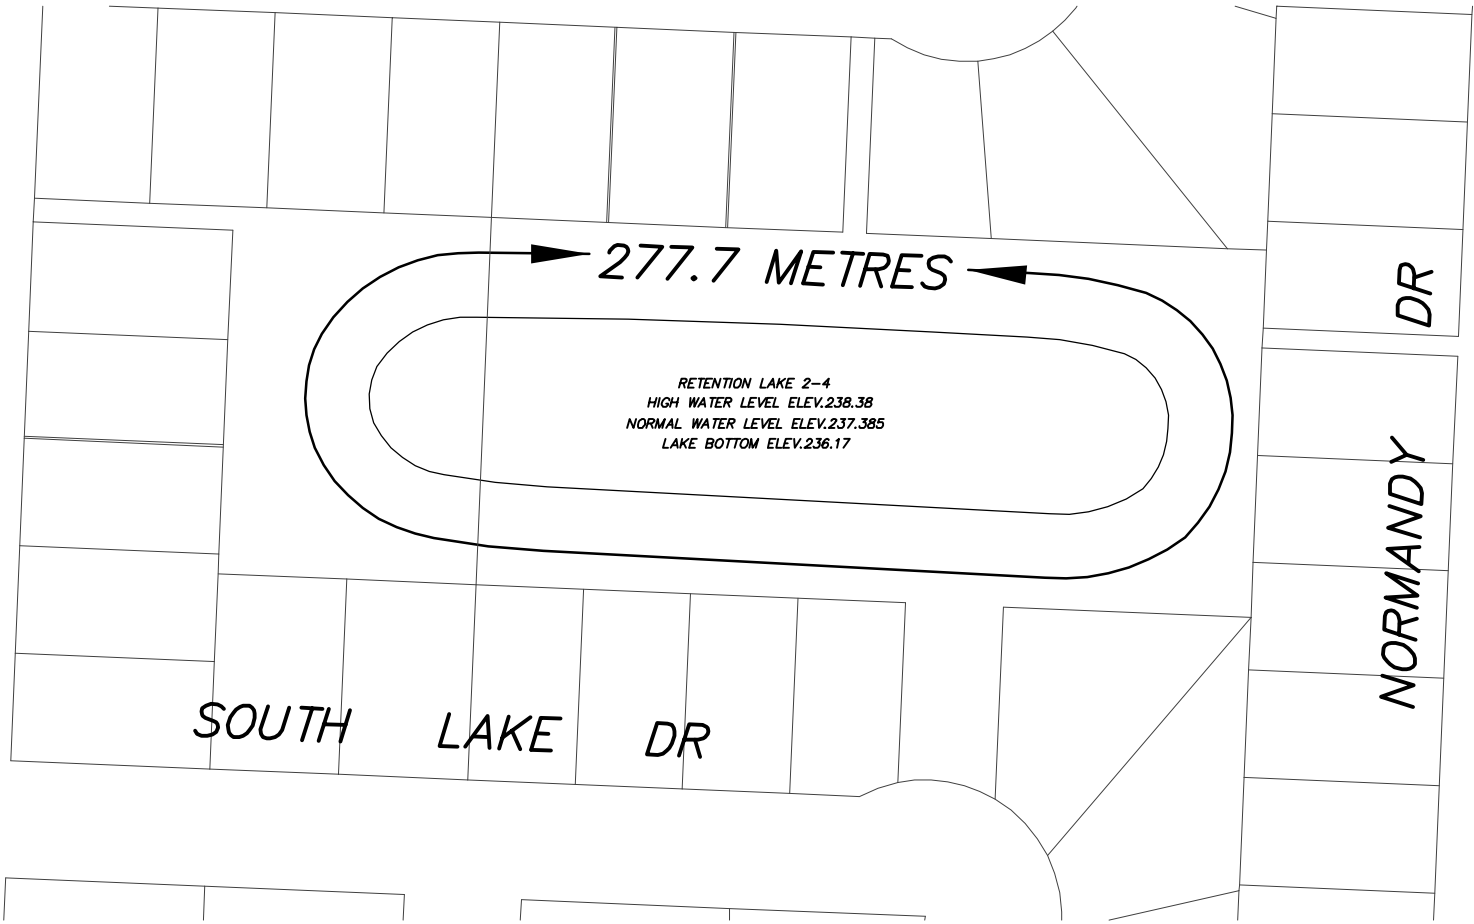 277.7 METRES
RETENTION LAKE 2-4
HIGH WATER LEVEL ELEV.238.38
NORMAL WATER LEVEL ELEV.237.385
LAKE BOTTOM ELEV.236.17
NORMANDY DR
SOUTH LAKE DR